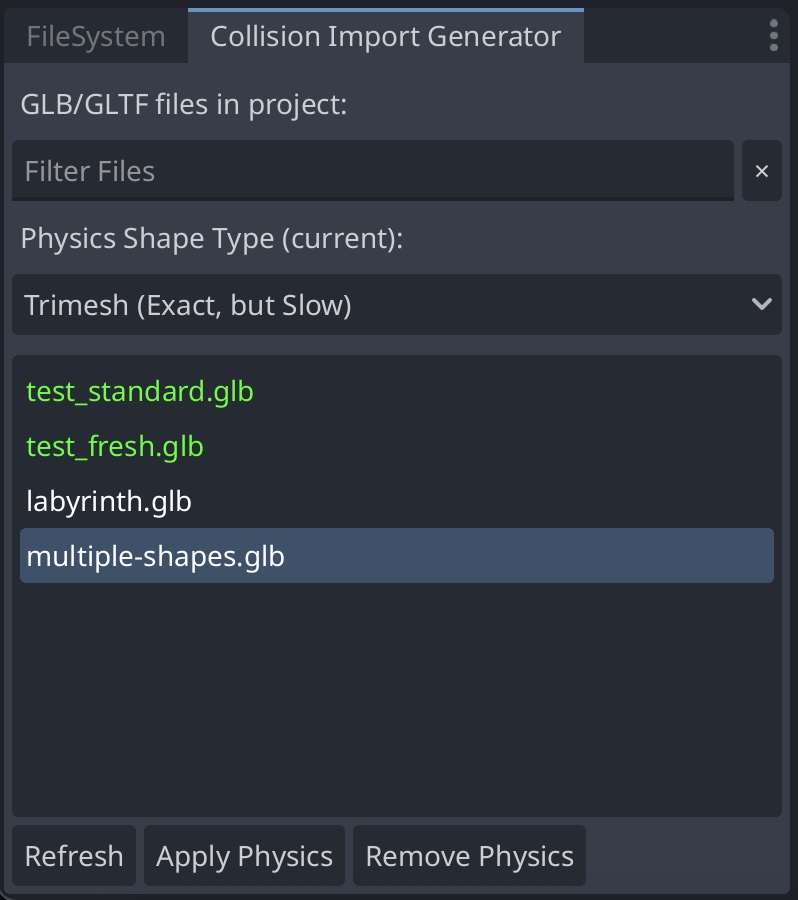 FileSystem Collision Import Generator
GLB/GLTF files in project:
Filter Files ×
Physics Shape Type (current):
Trimesh (Exact, but Slow)
test_standard.glb
test_fresh.glb
labyrinth.glb
multiple-shapes.glb
Refresh Apply Physics Remove Physics